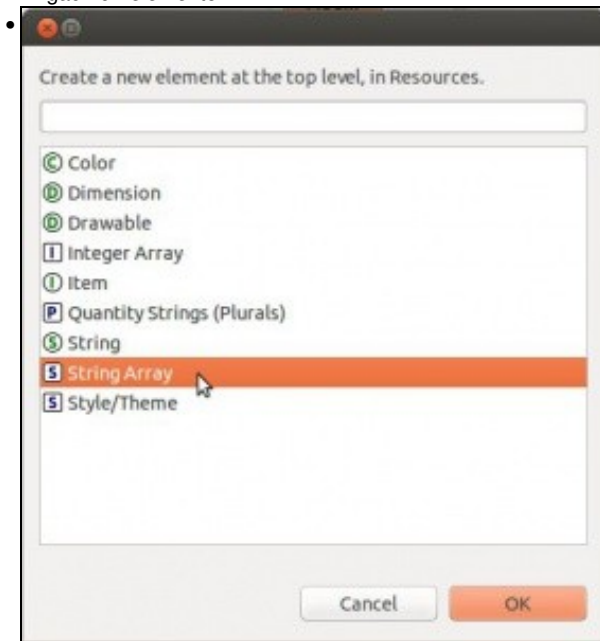 Create a new element at the top level, in Resources.
C Color
D Dimension
D Drawable
I Integer Array
I Item
P Quantity Strings (Plurals)
S String
S String Array
S Style/Theme
Cancel OK